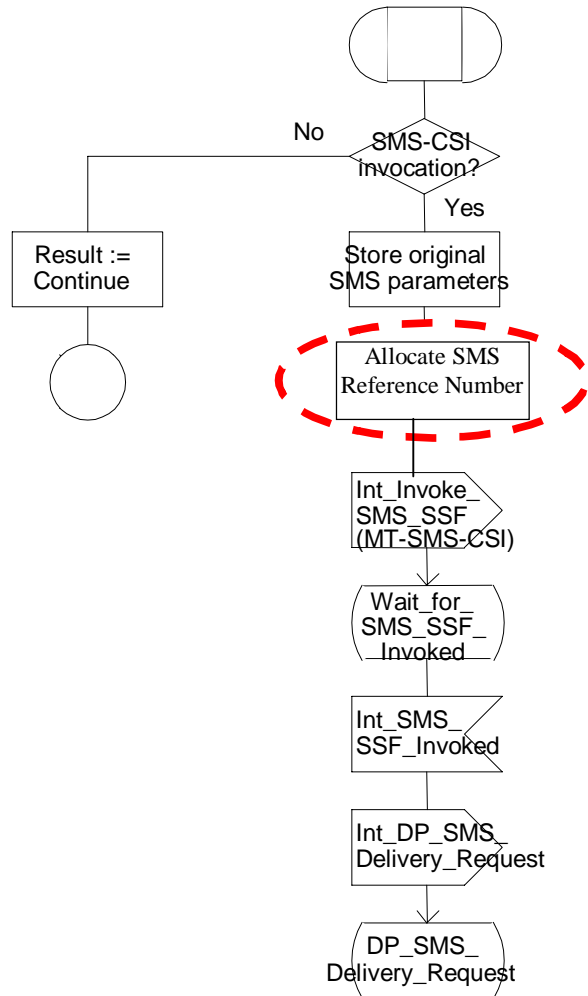 SMS-CSI
invocation?
No
Yes
Result :=
Continue
Store original
SMS parameters
Allocate SMS
Reference Number
Int_Invoke_
SMS_SSF
(MT-SMS-CSI)
Wait_for_
SMS_SSF_
Invoked
Int_SMS_
SSF_Invoked
Int_DP_SMS_
Delivery_Request
DP_SMS_
Delivery_Request